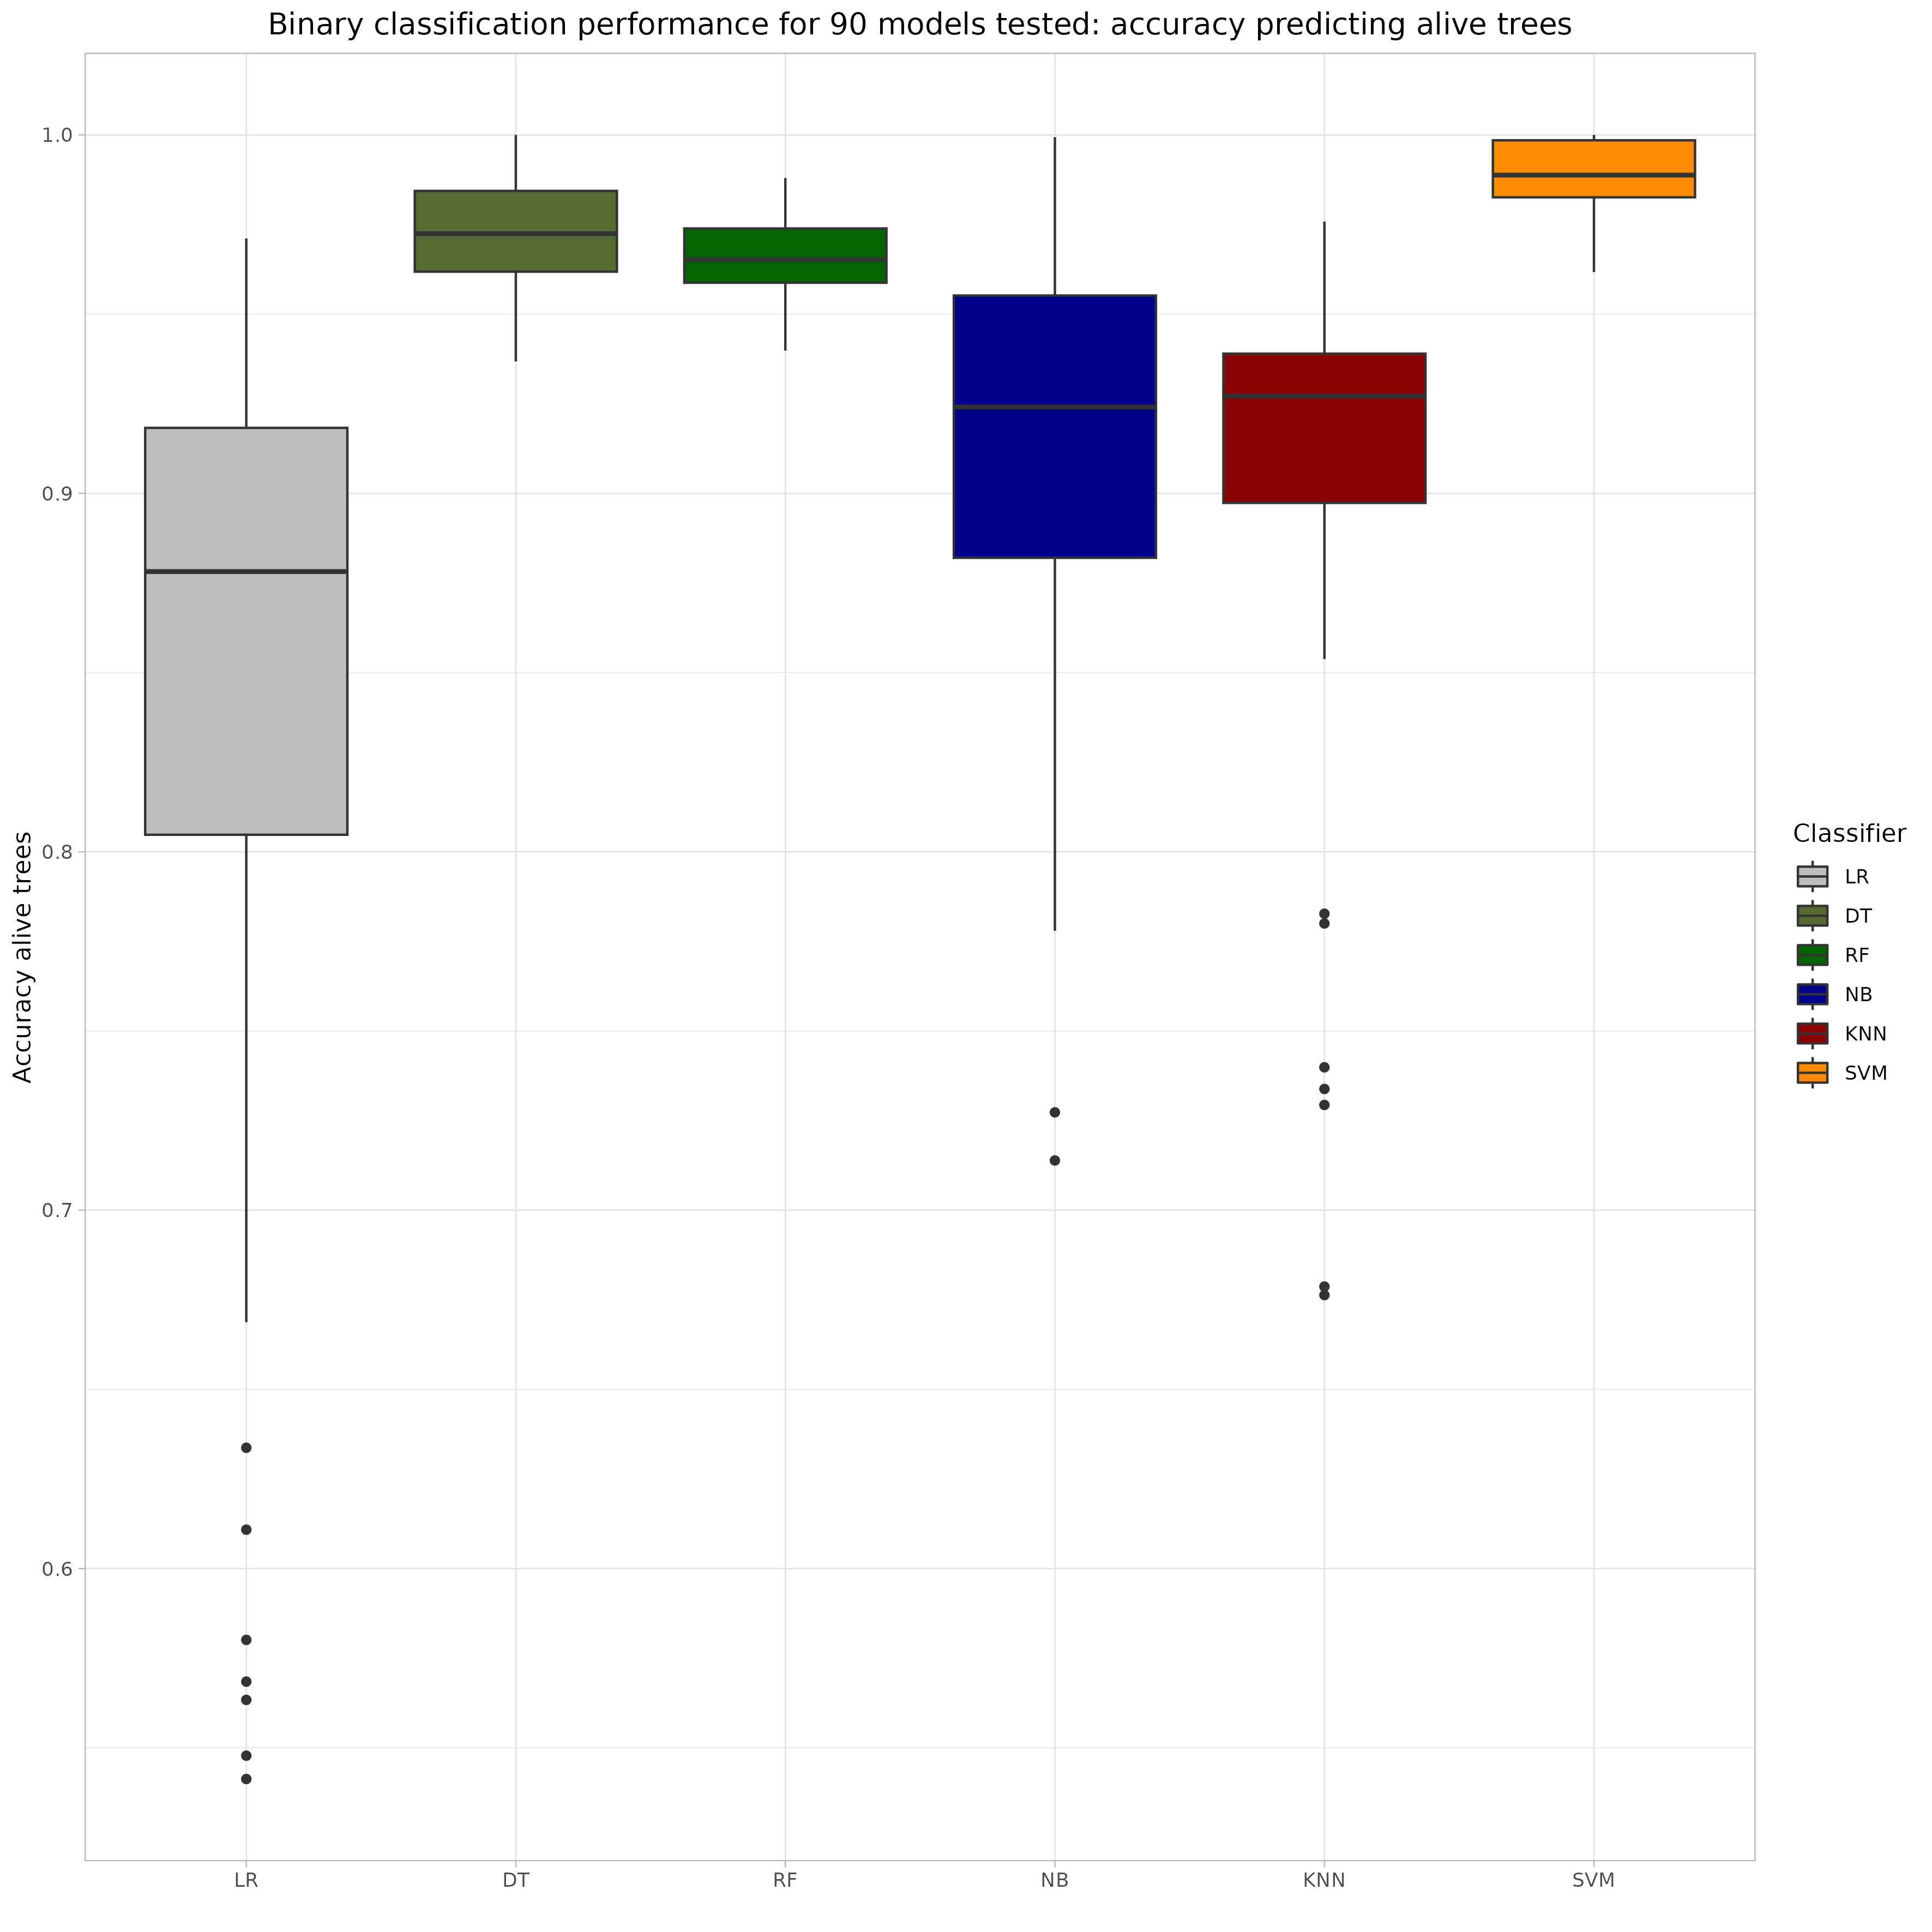 Binary classification performance for 90 models tested: accuracy predicting alive trees
Accuracy alive trees
1.0
0.9
0.8
0.7
0.6
LR
DT
RF
NB
KNN
SVM
Classifier
LR
DT
RF
NB
KNN
SVM